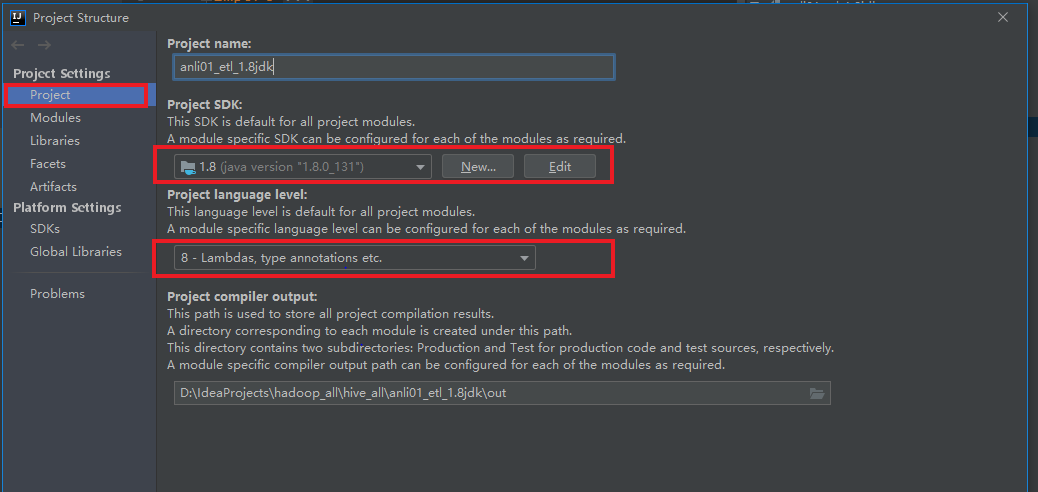 Project Structure
Project Settings
Project
Modules
Libraries
Facets
Artifacts
Platform Settings
SDKs
Global Libraries
Problems
Project name:
anli01_etl_1.8jdk
Project SDK:
This SDK is default for all project modules.
A module specific SDK can be configured for each of the modules as required.
1.8 (java version "1.8.0_131")
New...
Edit
Project language level:
This language level is default for all project modules.
A module specific language level can be configured for each of the modules as required.
8 - Lambdas, type annotations etc.
Project compiler output:
This path is used to store all project compilation results.
A directory corresponding to each module is created under this path.
This directory contains two subdirectories: Production and Test for production code and test sources, respectively.
A module specific compiler output path can be configured for each of the modules as required.
D:\IdeaProjects\hadoop_all\hive_all\anli01_etl_1.8jdk\out